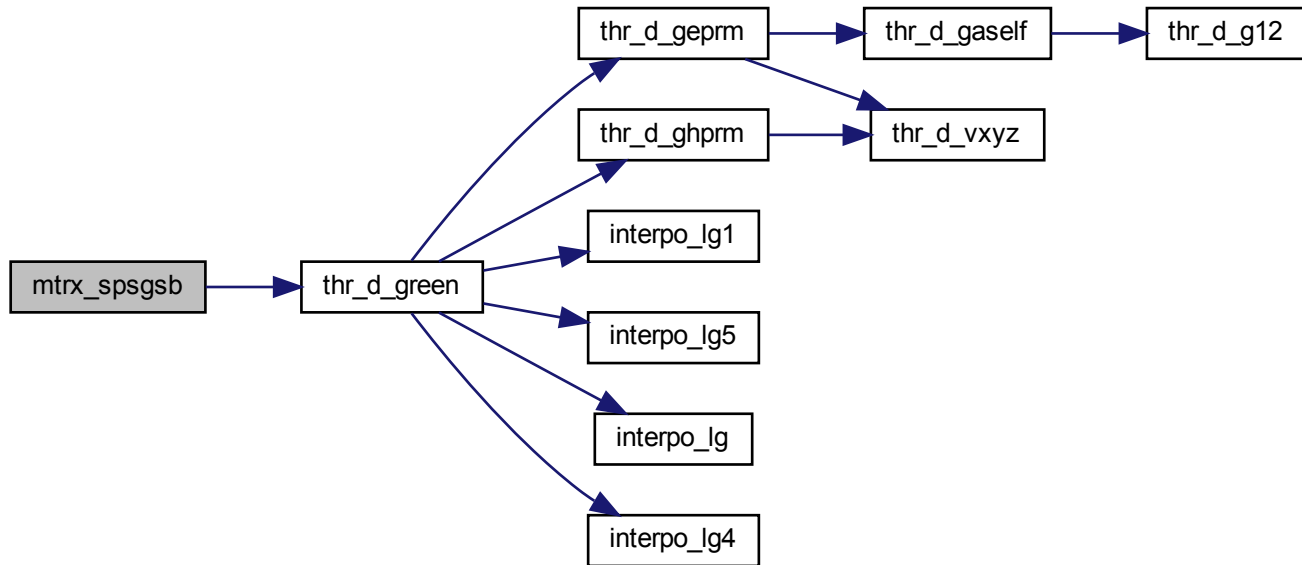 thr_d_geprm
thr_d_gaself
thr_d_g12
thr_d_ghprm
thr_d_vxyz
interpo_lg1
mtrx_spsgsb
thr_d_green
interpo_lg5
interpo_lg
interpo_lg4